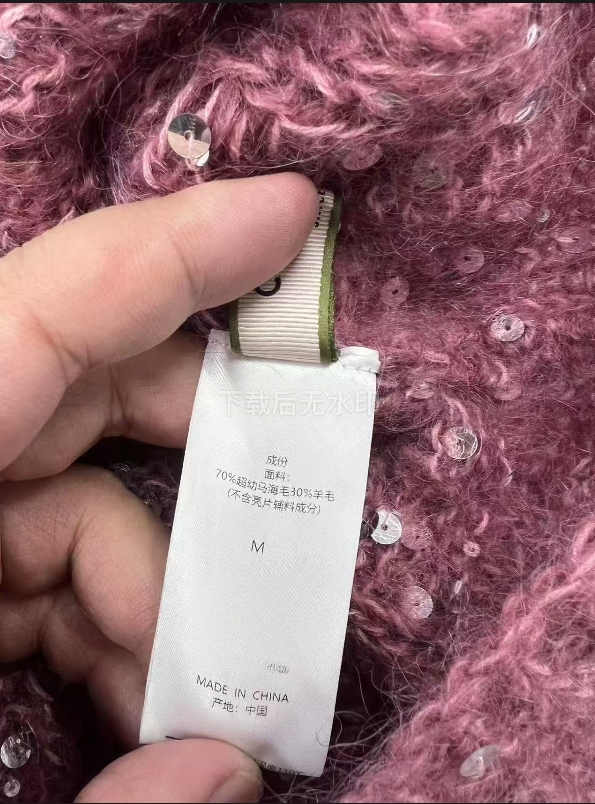 下载后无水印
成份
面料:
70%超幼马海毛30%羊毛
(不含亮片辅料成分)
M
MADE IN CHINA
产地: 中国